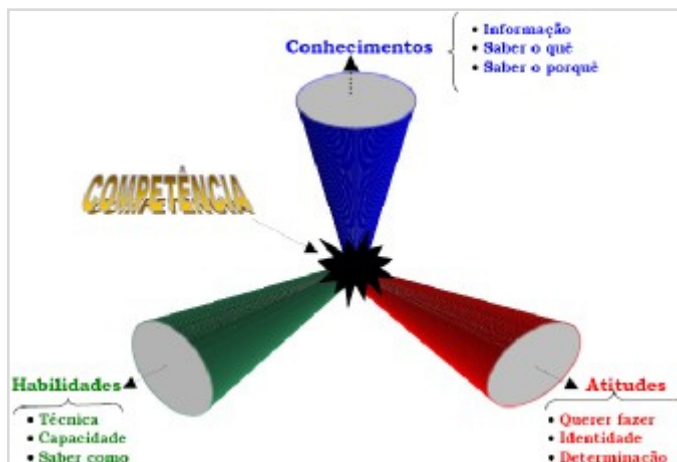 Conhecimentos
• Informação
• Saber o quê
• Saber o porquê
COMPETÊNCIA
Habilidades
• Técnica
• Capacidade
• Saber como
Atitudes
• Querer fazer
• Identidade
• Determinação